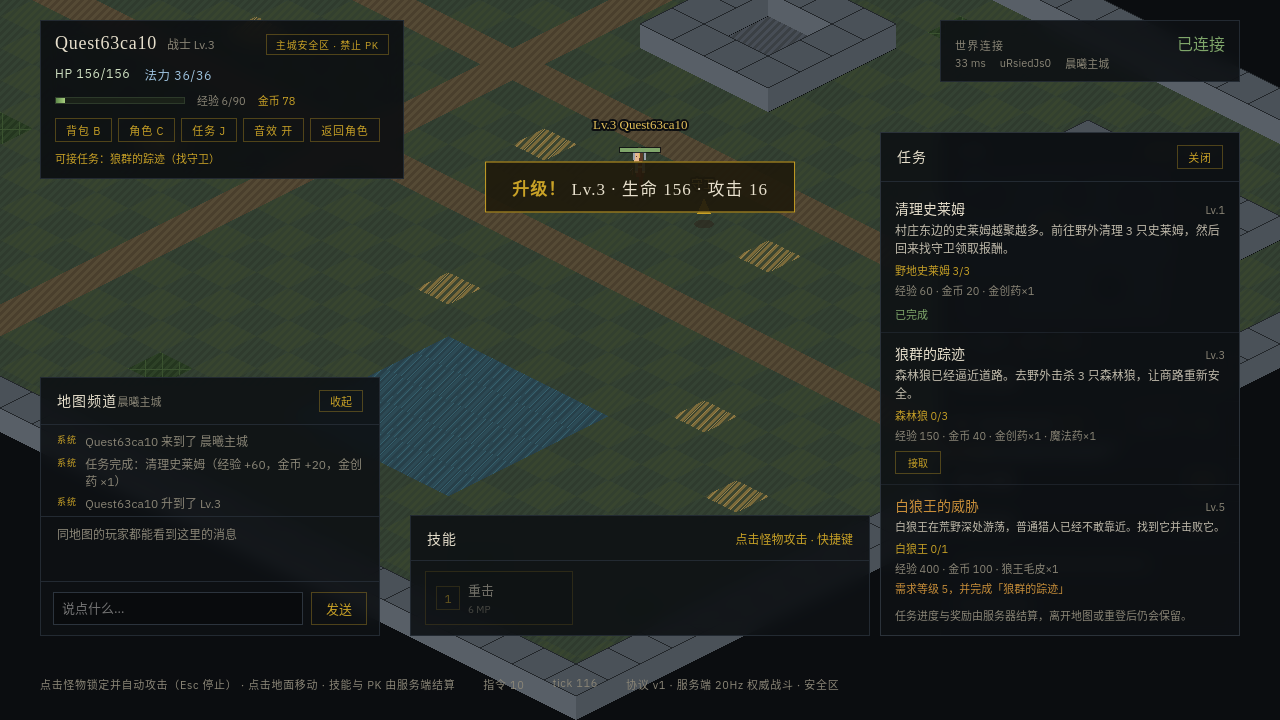 Quest63ca10 战士 Lv.3 主城安全区 · 禁止 PK
HP 156/156 法力 36/36
经验 6/90 金币 78
背包 B 角色 C 任务 J 音效 开 返回角色
可接任务：狼群的踪迹（找守卫）
世界连接 已连接
33 ms uRsiedJs0 晨曦主城
Lv.3 Quest63ca10
升级！ Lv.3 · 生命 156 · 攻击 16
任务 关闭
清理史莱姆 Lv.1
村庄东边的史莱姆越聚越多。前往野外清理 3 只史莱姆，然后
回来找守卫领取报酬。
野地史莱姆 3/3
经验 60 · 金币 20 · 金创药×1
已完成
狼群的踪迹 Lv.3
森林狼已经逼近道路。去野外击杀 3 只森林狼，让商路重新安
全。
森林狼 0/3
经验 150 · 金币 40 · 金创药×1 · 魔法药×1
接取
白狼王的威胁 Lv.5
白狼王在荒野深处游荡，普通猎人已经不敢靠近。找到它并击败它。
白狼王 0/1
经验 400 · 金币 100 · 狼王毛皮×1
需求等级 5，并完成「狼群的踪迹」
任务进度与奖励由服务器结算，离开地图或重登后仍会保留。
地图频道 晨曦主城 收起
系统 Quest63ca10 来到了 晨曦主城
系统 任务完成：清理史莱姆（经验 +60，金币 +20，金创
药 ×1）
系统 Quest63ca10 升到了 Lv.3
同地图的玩家都能看到这里的消息
说点什么… 发送
技能 点击怪物攻击 · 快捷键
1 重击
6 MP
点击怪物锁定并自动攻击（Esc 停止） · 点击地面移动 · 技能与 PK 由服务端结算 指令 10 tick 116 协议 v1 · 服务端 20Hz 权威战斗 · 安全区